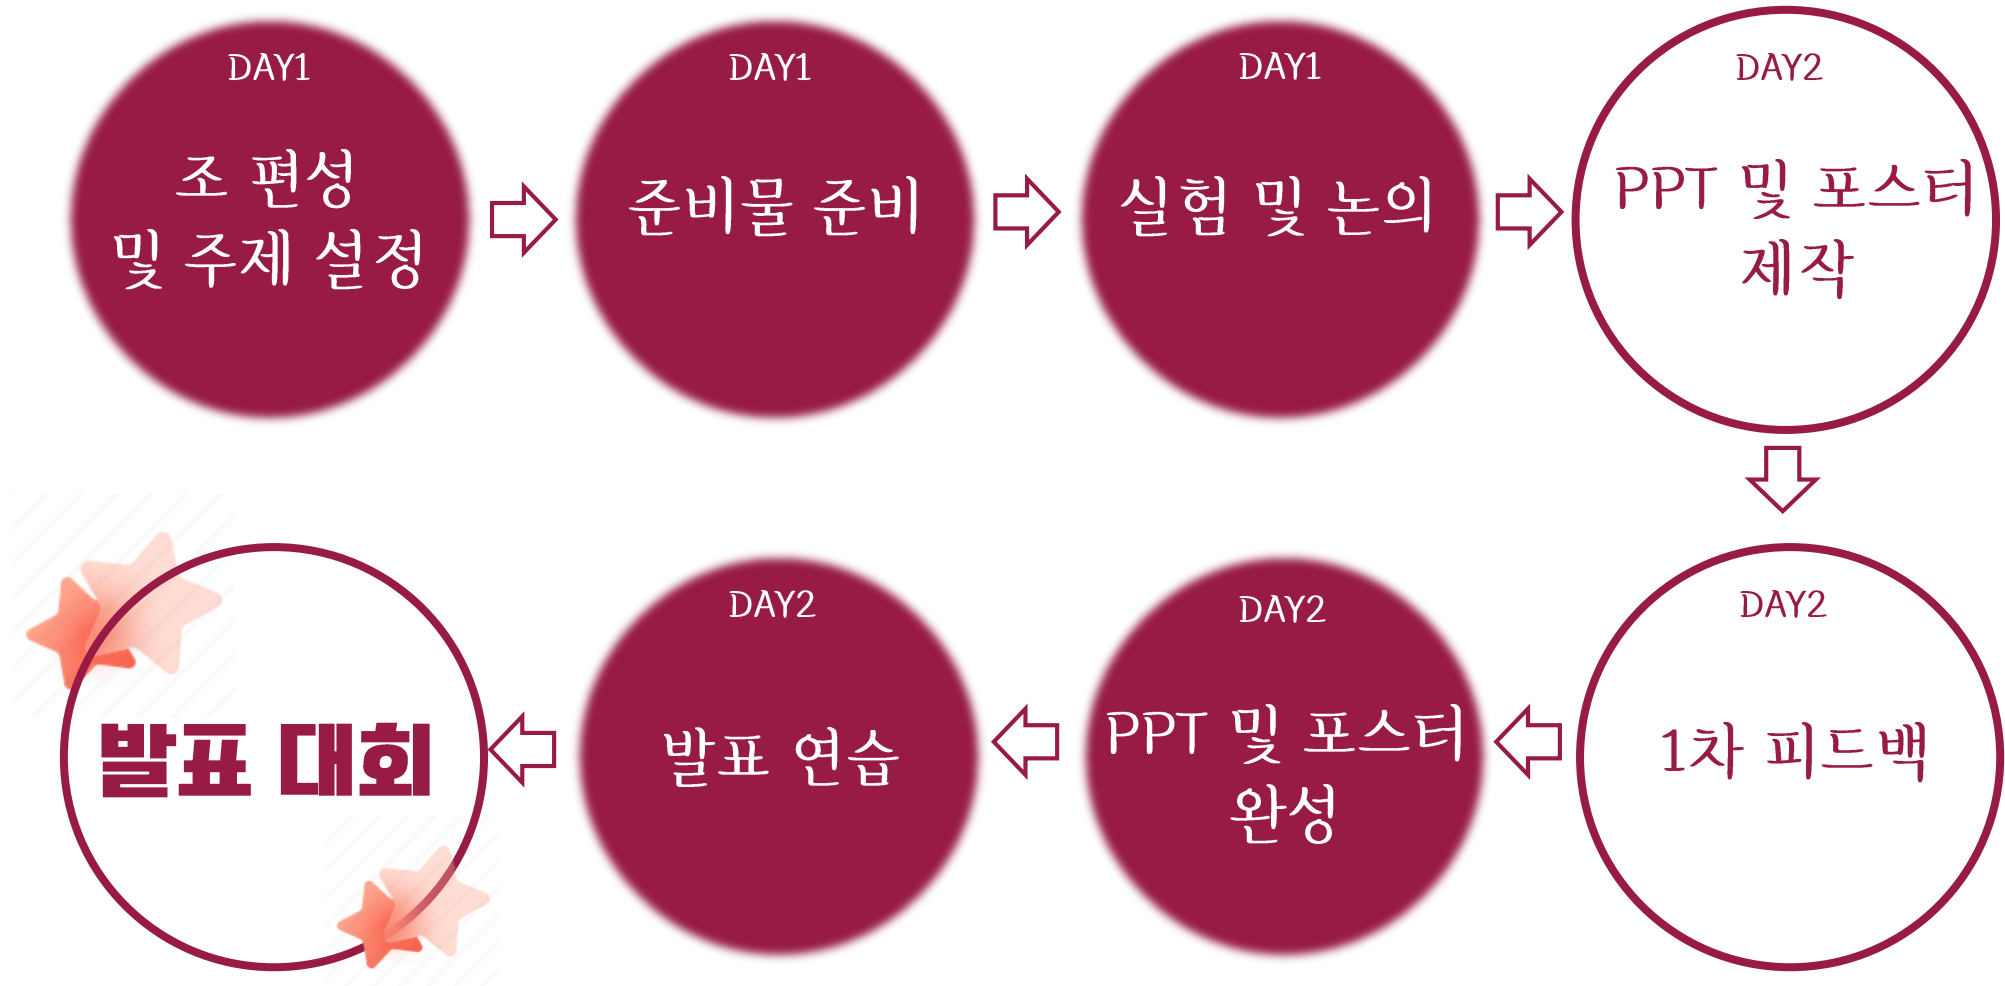 DAY1
조 편성
및 주제 설정
DAY1
준비물 준비
DAY1
실험 및 논의
DAY2
PPT 및 포스터
제작
DAY2
1차 피드백
DAY2
PPT 및 포스터
완성
DAY2
발표 연습
발표 대회